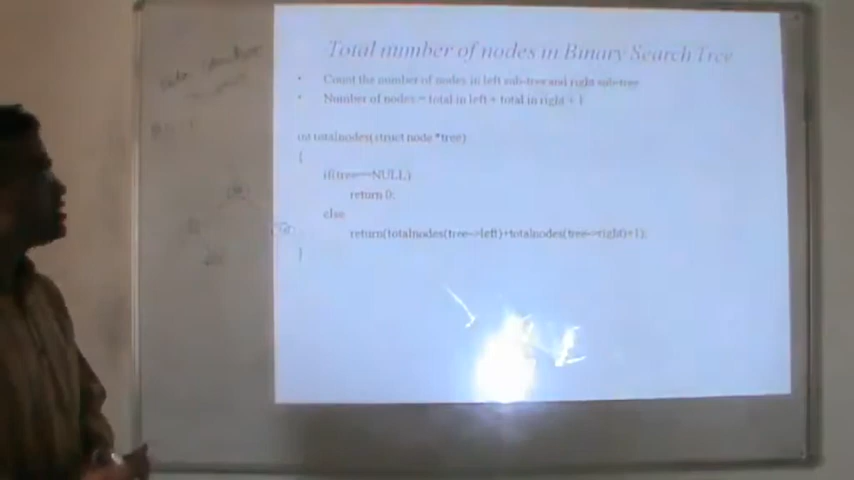 Total number of nodes in Binary Search Tree
• Count the number of nodes in left sub-tree and right sub-tree
• Number of nodes = total in left + total in right + 1
int totalnodes(struct node *tree)
{
if(tree==NULL)
return 0;
else
return(totalnodes(tree->left)+totalnodes(tree->right)+1);
}